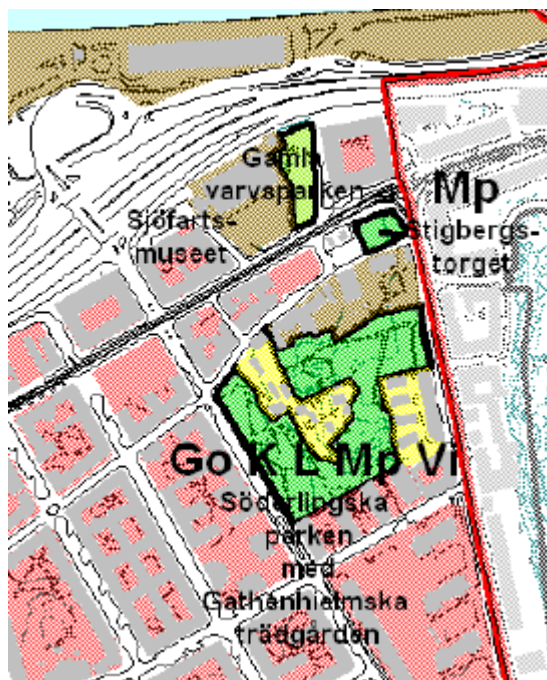 Gamla
varvsparken
Mp
Sjöfarts-
museet
Stigbergs-
torget
Go K L Mp Vi
Söderlingska
parken
med
Gathenhielmska
trädgården